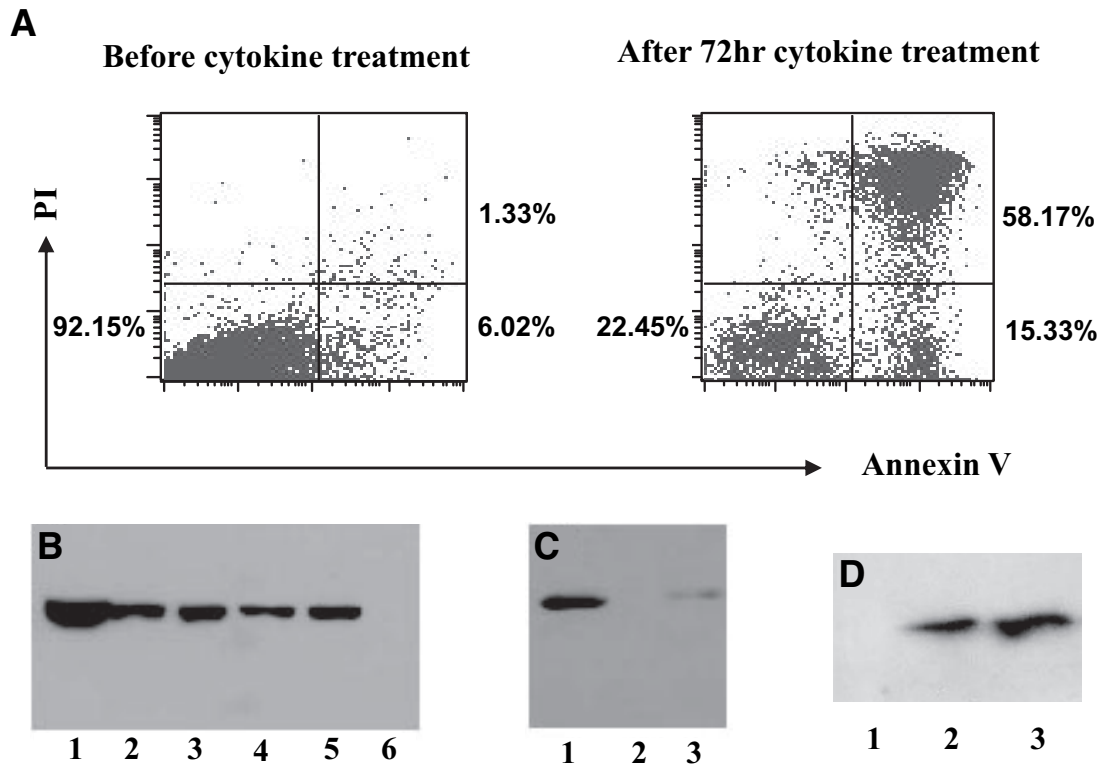 A
Before cytokine treatment
After 72hr cytokine treatment
PI
1.33%
92.15%
6.02%
58.17%
22.45%
15.33%
Annexin V
B
1 2 3 4 5 6
C
1 2 3
D
1 2 3